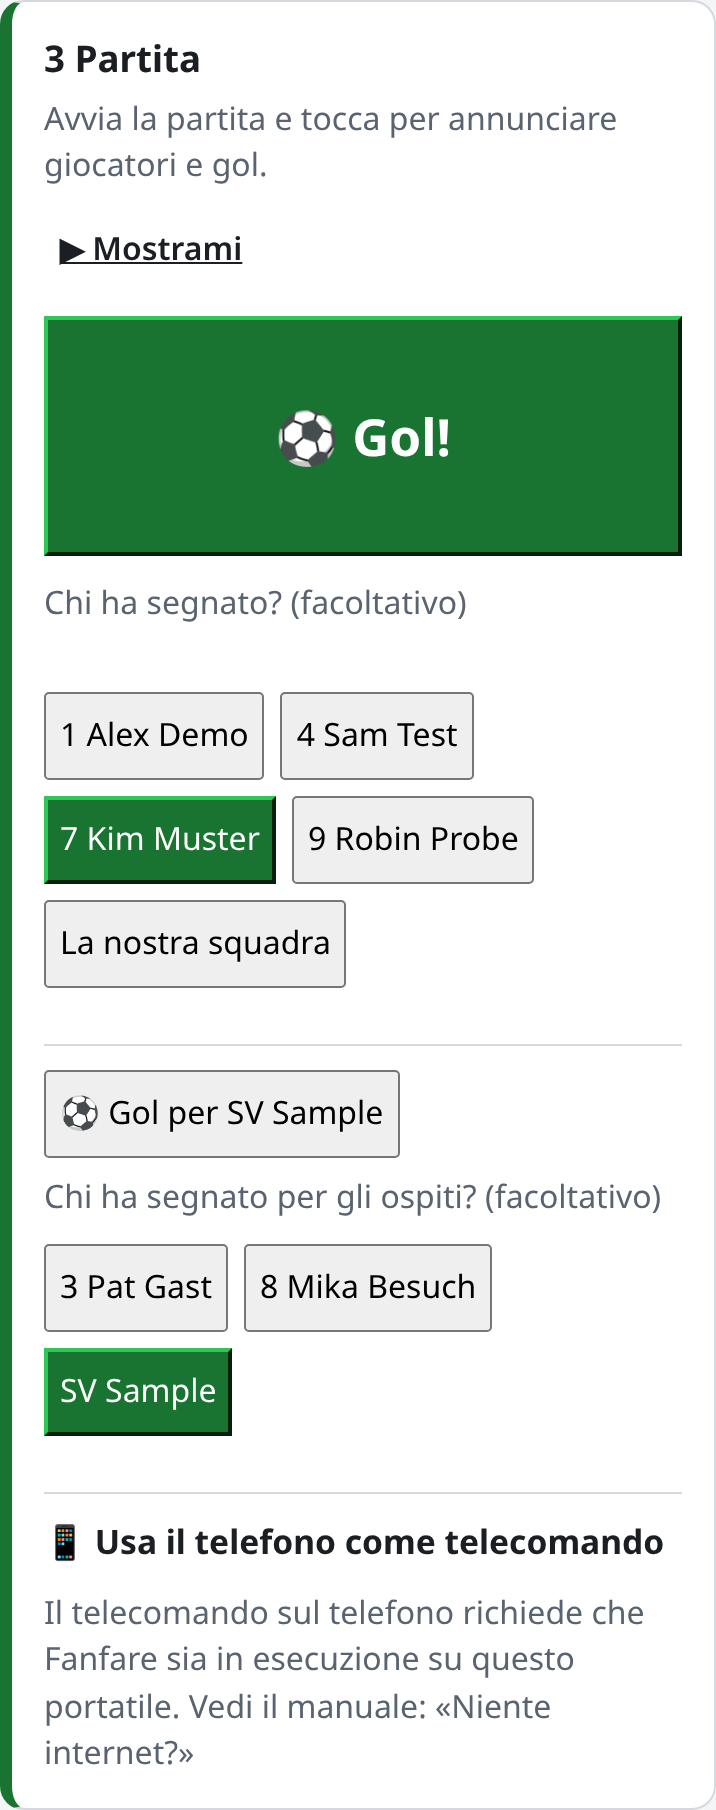 3 Partita
Avvia la partita e tocca per annunciare
giocatori e gol.
▶ Mostrami
⚽ Gol!
Chi ha segnato? (facoltativo)
1 Alex Demo
4 Sam Test
7 Kim Muster
9 Robin Probe
La nostra squadra
⚽ Gol per SV Sample
Chi ha segnato per gli ospiti? (facoltativo)
3 Pat Gast
8 Mika Besuch
SV Sample
📱 Usa il telefono come telecomando
Il telecomando sul telefono richiede che
Fanfare sia in esecuzione su questo
portatile. Vedi il manuale: «Niente
internet?»